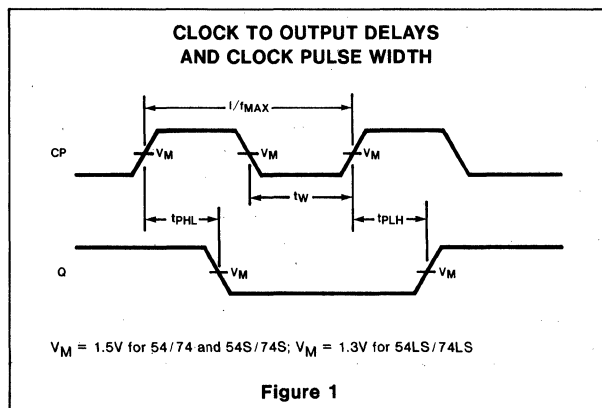 CLOCK TO OUTPUT DELAYS
AND CLOCK PULSE WIDTH
I/fMAX
CP
VM
VM
VM
tW
tPHL
tPLH
Q
VM
VM
VM = 1.5V for 54/74 and 54S/74S; VM = 1.3V for 54LS/74LS
Figure 1